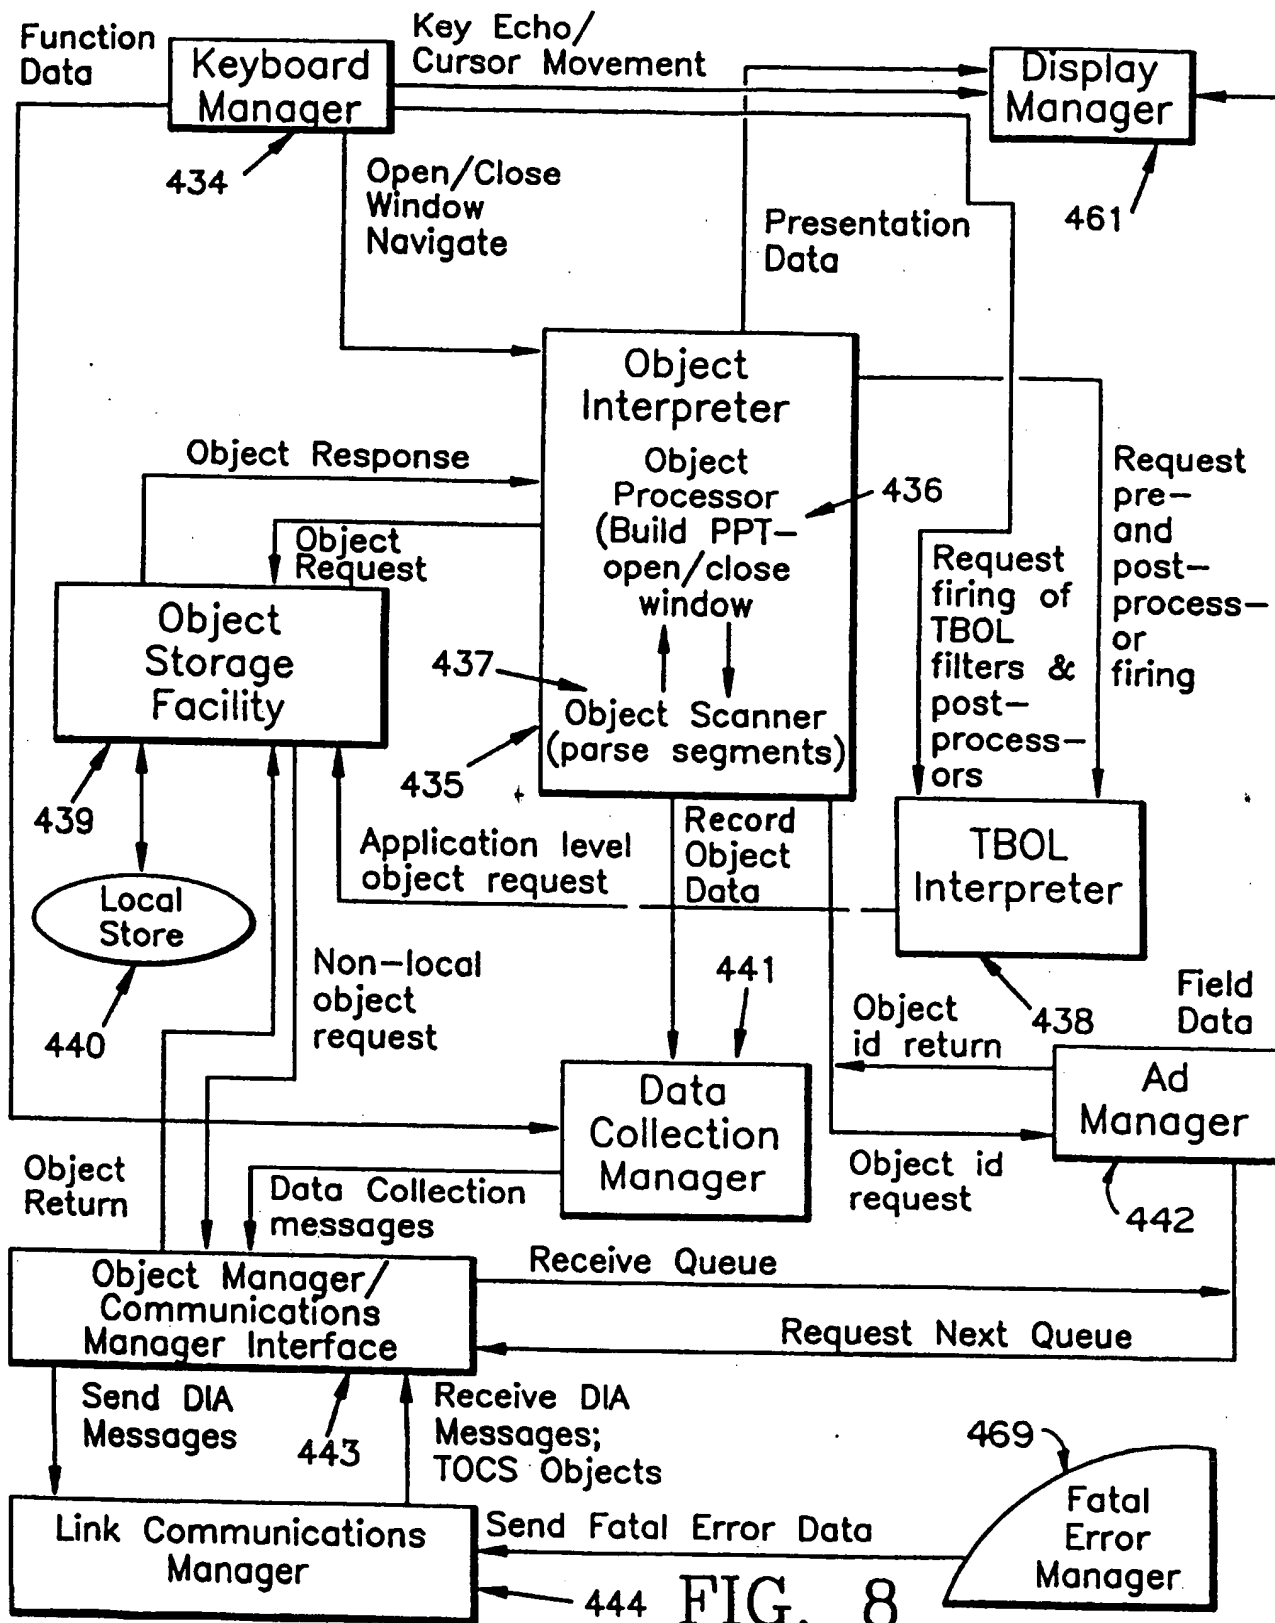 Function
Data
Keyboard
Manager
Key Echo/
Cursor Movement
Display
Manager
434
Open/Close
Window
Navigate
Presentation
Data
461
Object
Interpreter
Object Response
Object
Processor
(Build PPT-
open/close
window
436
Request
pre-
and
post-
process-
or
firing
Object
Request
Request
firing of
TBOL
filters &
post-
process-
ors
Object
Storage
Facility
437
Object Scanner
(parse segments)
435
439
Application level
object request
Record
Object
Data
TBOL
Interpreter
Local
Store
440
Non-local
object
request
441
438
Object
id return
Field
Data
Data
Collection
Manager
Ad
Manager
Object
Return
Data Collection
messages
Object id
request
442
Object Manager/
Communications
Manager Interface
Receive Queue
Request Next Queue
Send DIA
Messages
443
Receive DIA
Messages;
TOCS Objects
469
Fatal
Error
Manager
Link Communications
Manager
Send Fatal Error Data
444
FIG. 8